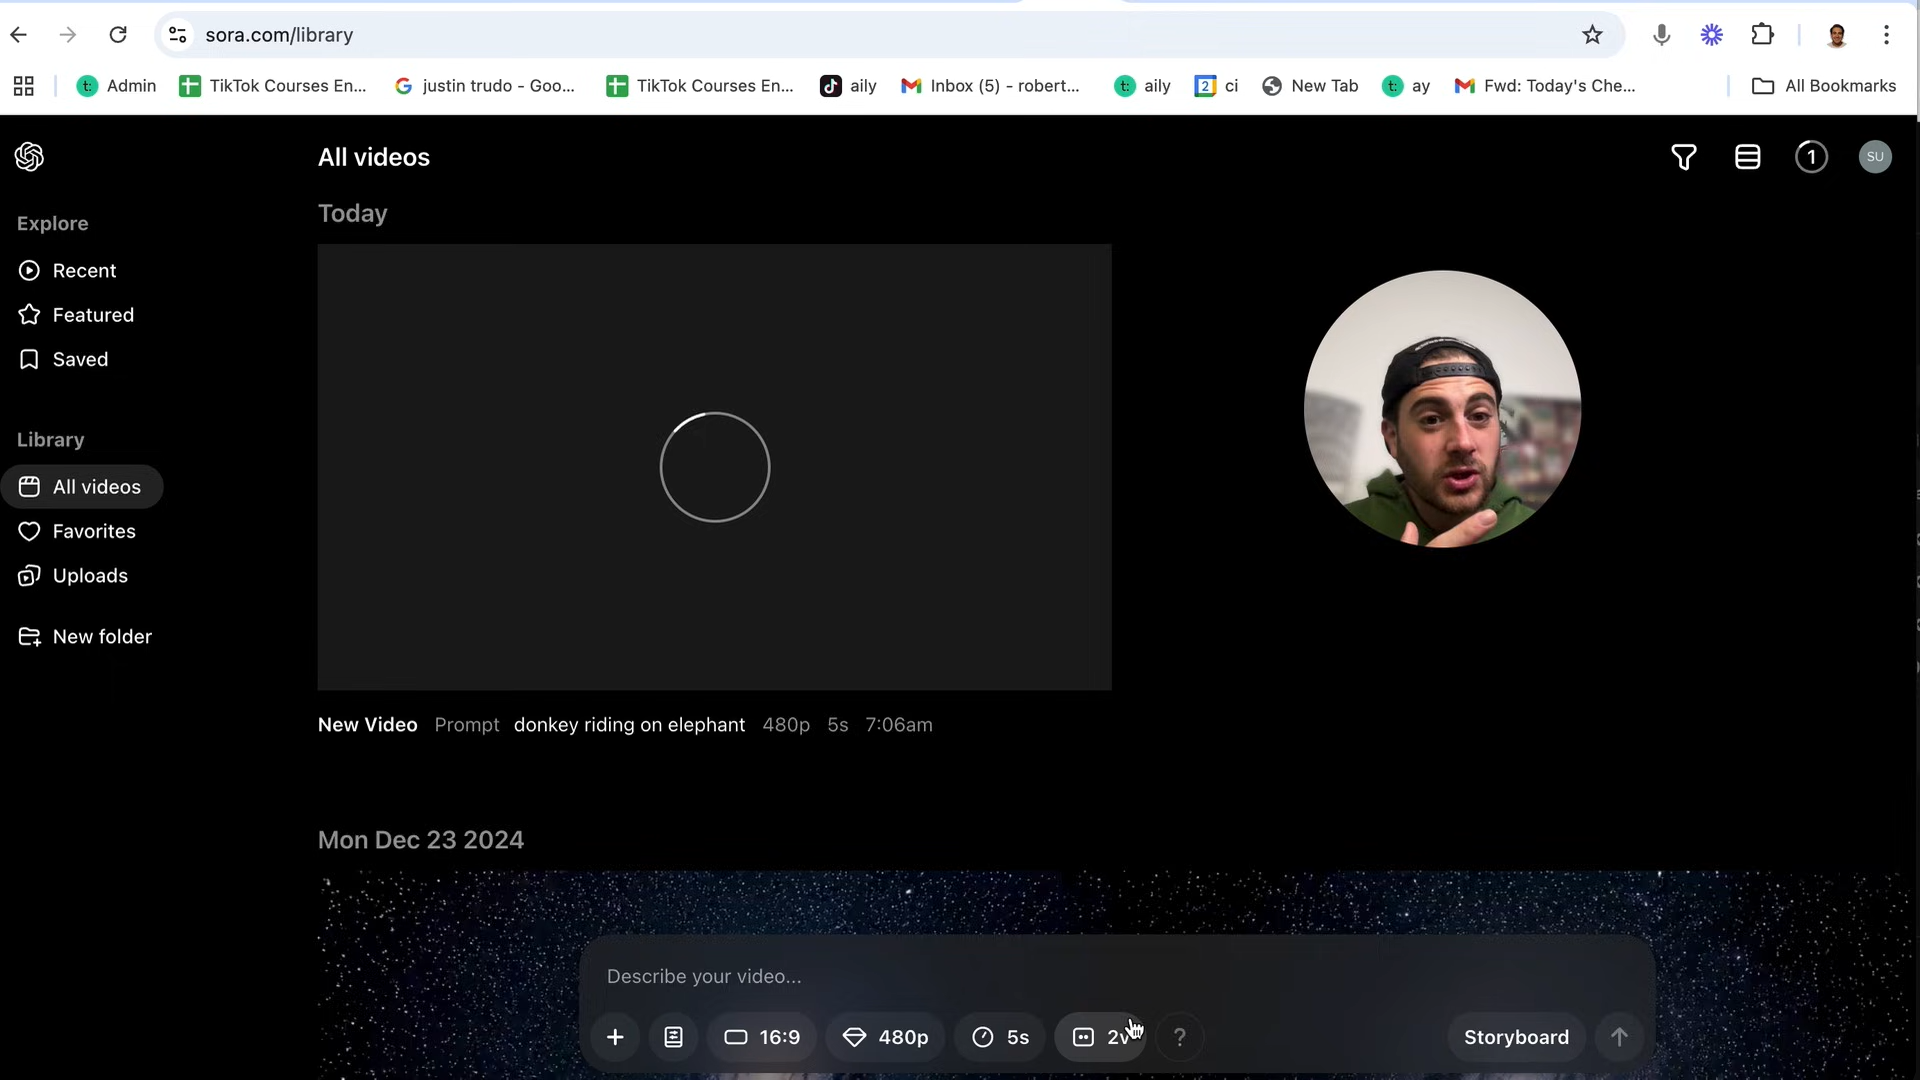 sora.com/library
Admin TikTok Courses En... justin trudo - Goo... TikTok Courses En... aily Inbox (5) - robert... aily 2 ci New Tab ay Fwd: Today's Che... All Bookmarks
All videos 1 SU
Today
Explore
Recent
Featured
Saved
Library
All videos
Favorites
Uploads
New folder
New Video Prompt donkey riding on elephant 480p 5s 7:06am
Mon Dec 23 2024
Describe your video...
+ 16:9 480p 5s 2v ? Storyboard